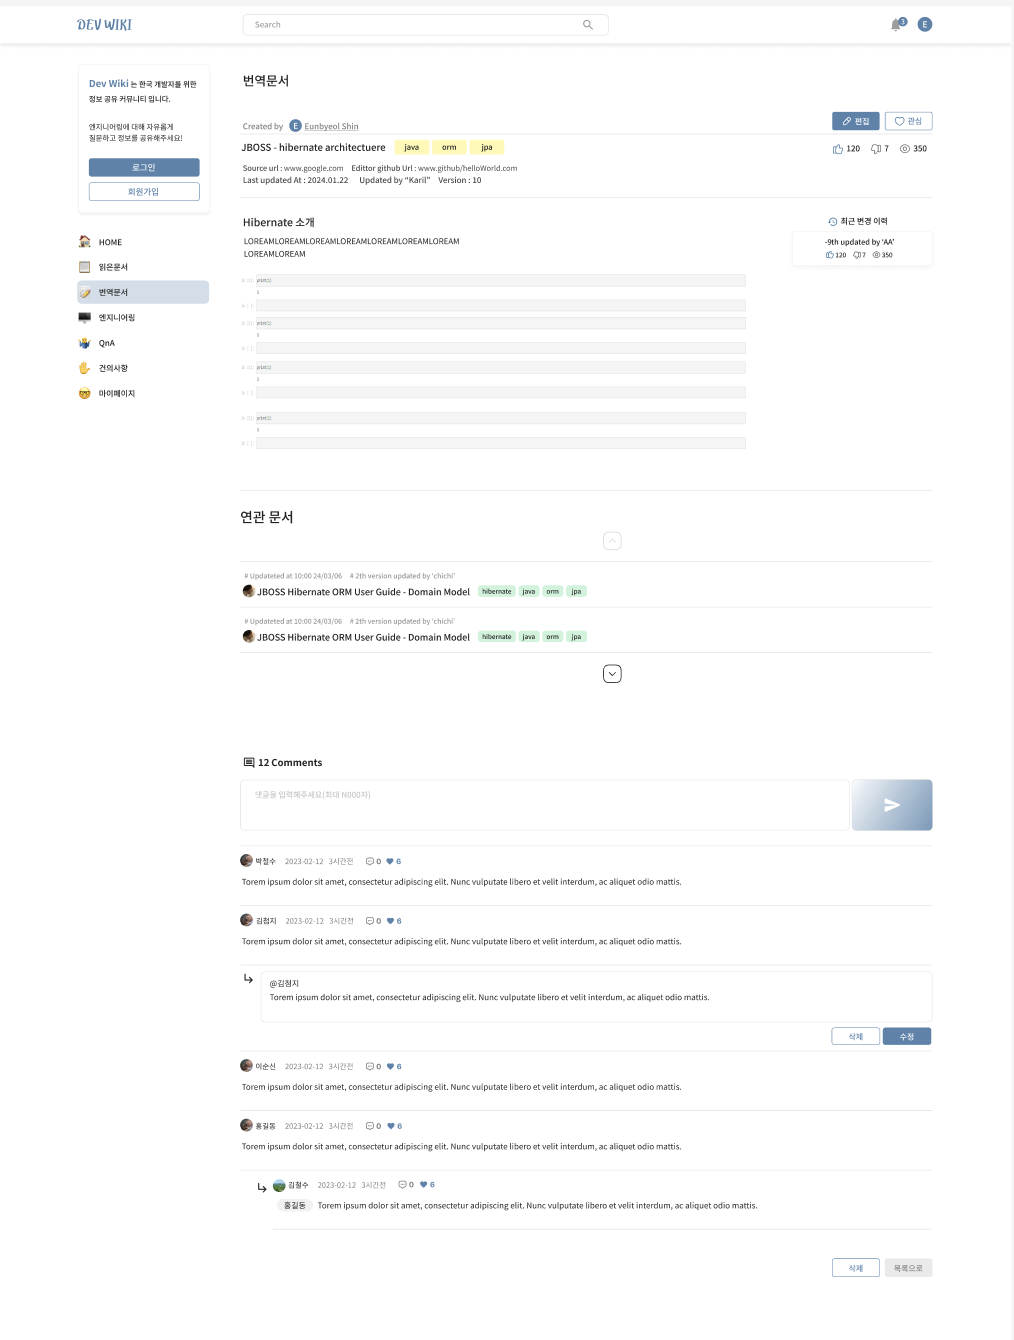 DEV WIKI
Search
3
E
Dev Wiki 는 한국 개발자를 위한
정보 공유 커뮤니티 입니다.
엔지니어링에 대해 자유롭게
질문하고 정보를 공유해주세요!
로그인
회원가입
HOME
읽은문서
번역문서
엔지니어링
QnA
건의사항
마이페이지
번역문서
Created by E Eunbyeol Shin
편집
관심
JBOSS - hibernate architectuere java orm jpa
120 7 350
Source url : www.google.com Edittor github Url : www.github/helloWorld.com
Last updated At : 2024.01.22 Updated by “Karil” Version : 10
Hibernate 소개
LOREAMLOREAMLOREAMLOREAMLOREAMLOREAMLOREAM
LOREAMLOREAM
최근 변경 이력
-9th updated by ‘AA’
120 7 350
print(1)
1
print(1)
1
print(1)
1
print(1)
1
연관 문서
# Updateted at 10:00 24/03/06 # 2th version updated by ‘chichi’
JBOSS Hibernate ORM User Guide - Domain Model hibernate java orm jpa
# Updateted at 10:00 24/03/06 # 2th version updated by ‘chichi’
JBOSS Hibernate ORM User Guide - Domain Model hibernate java orm jpa
12 Comments
댓글을 입력해주세요(최대 N000자)
박철수 2023-02-12 3시간전 0 6
Torem ipsum dolor sit amet, consectetur adipiscing elit. Nunc vulputate libero et velit interdum, ac aliquet odio mattis.
김첨지 2023-02-12 3시간전 0 6
Torem ipsum dolor sit amet, consectetur adipiscing elit. Nunc vulputate libero et velit interdum, ac aliquet odio mattis.
@김첨지
Torem ipsum dolor sit amet, consectetur adipiscing elit. Nunc vulputate libero et velit interdum, ac aliquet odio mattis.
삭제
수정
이순신 2023-02-12 3시간전 0 6
Torem ipsum dolor sit amet, consectetur adipiscing elit. Nunc vulputate libero et velit interdum, ac aliquet odio mattis.
홍길동 2023-02-12 3시간전 0 6
Torem ipsum dolor sit amet, consectetur adipiscing elit. Nunc vulputate libero et velit interdum, ac aliquet odio mattis.
김철수 2023-02-12 3시간전 0 6
홍길동 Torem ipsum dolor sit amet, consectetur adipiscing elit. Nunc vulputate libero et velit interdum, ac aliquet odio mattis.
삭제
목록으로